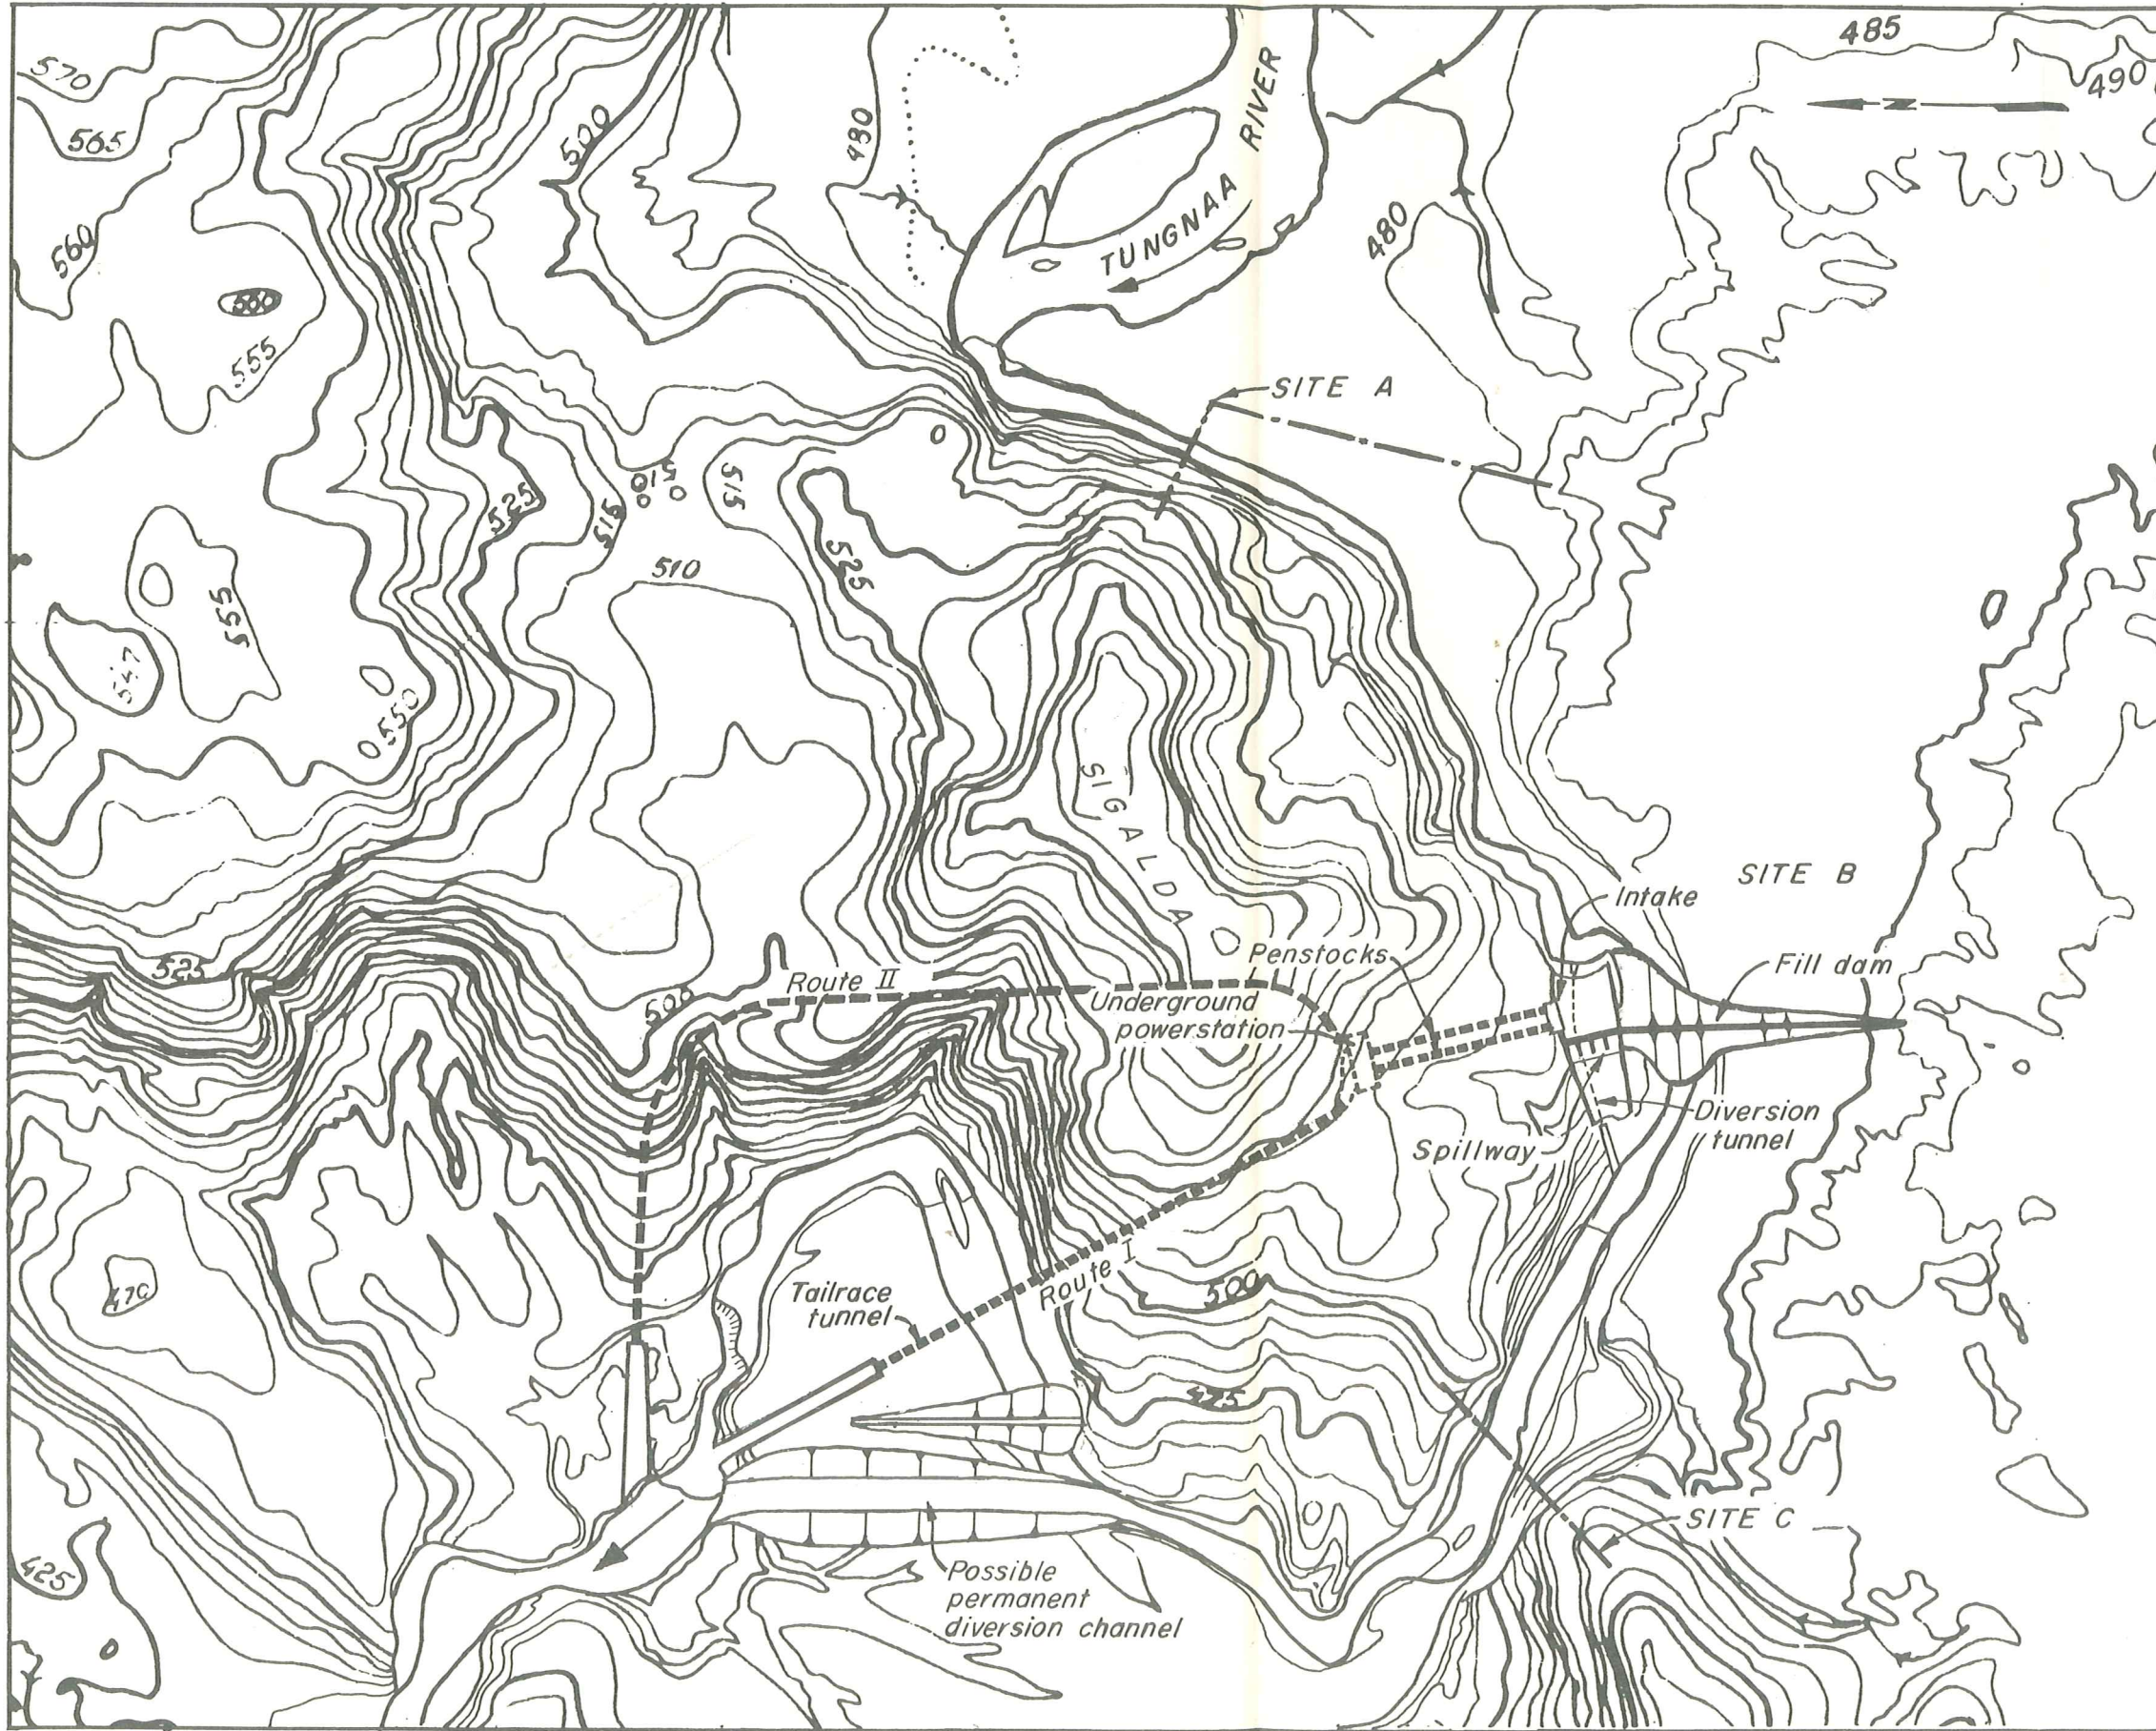 485
490
N
570
565
500
480
TUNGNAA RIVER
480
560
560
555
SITE A
510
515
515
525
525
510
555
547
550
SIGALDA
SITE B
Intake
525
Penstocks
Fill dam
Route II
500
Underground
powerstation
Diversion
tunnel
Spillway
Route I
500
470
Tailrace
tunnel
475
SITE C
425
Possible
permanent
diversion channel